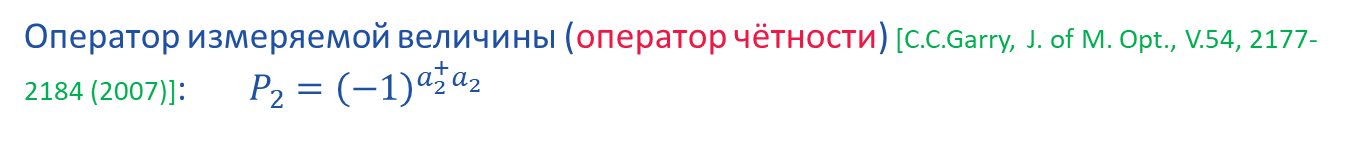 Оператор измеряемой величины (оператор чётности) [C.C.Garry, J. of M. Opt., V.54, 2177-
2184 (2007)]: P₂ = (−1)^{a₂⁺a₂}